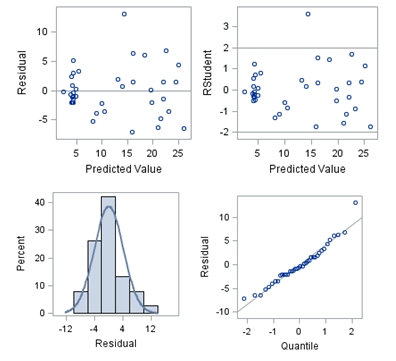 10
5
0
-5
Residual
5 10 15 20 25
Predicted Value
3
2
1
0
-1
-2
RStudent
5 10 15 20 25
Predicted Value
40
30
20
10
0
Percent
-12 -4 4 12
Residual
10
5
0
-5
-10
Residual
-2 -1 0 1 2
Quantile